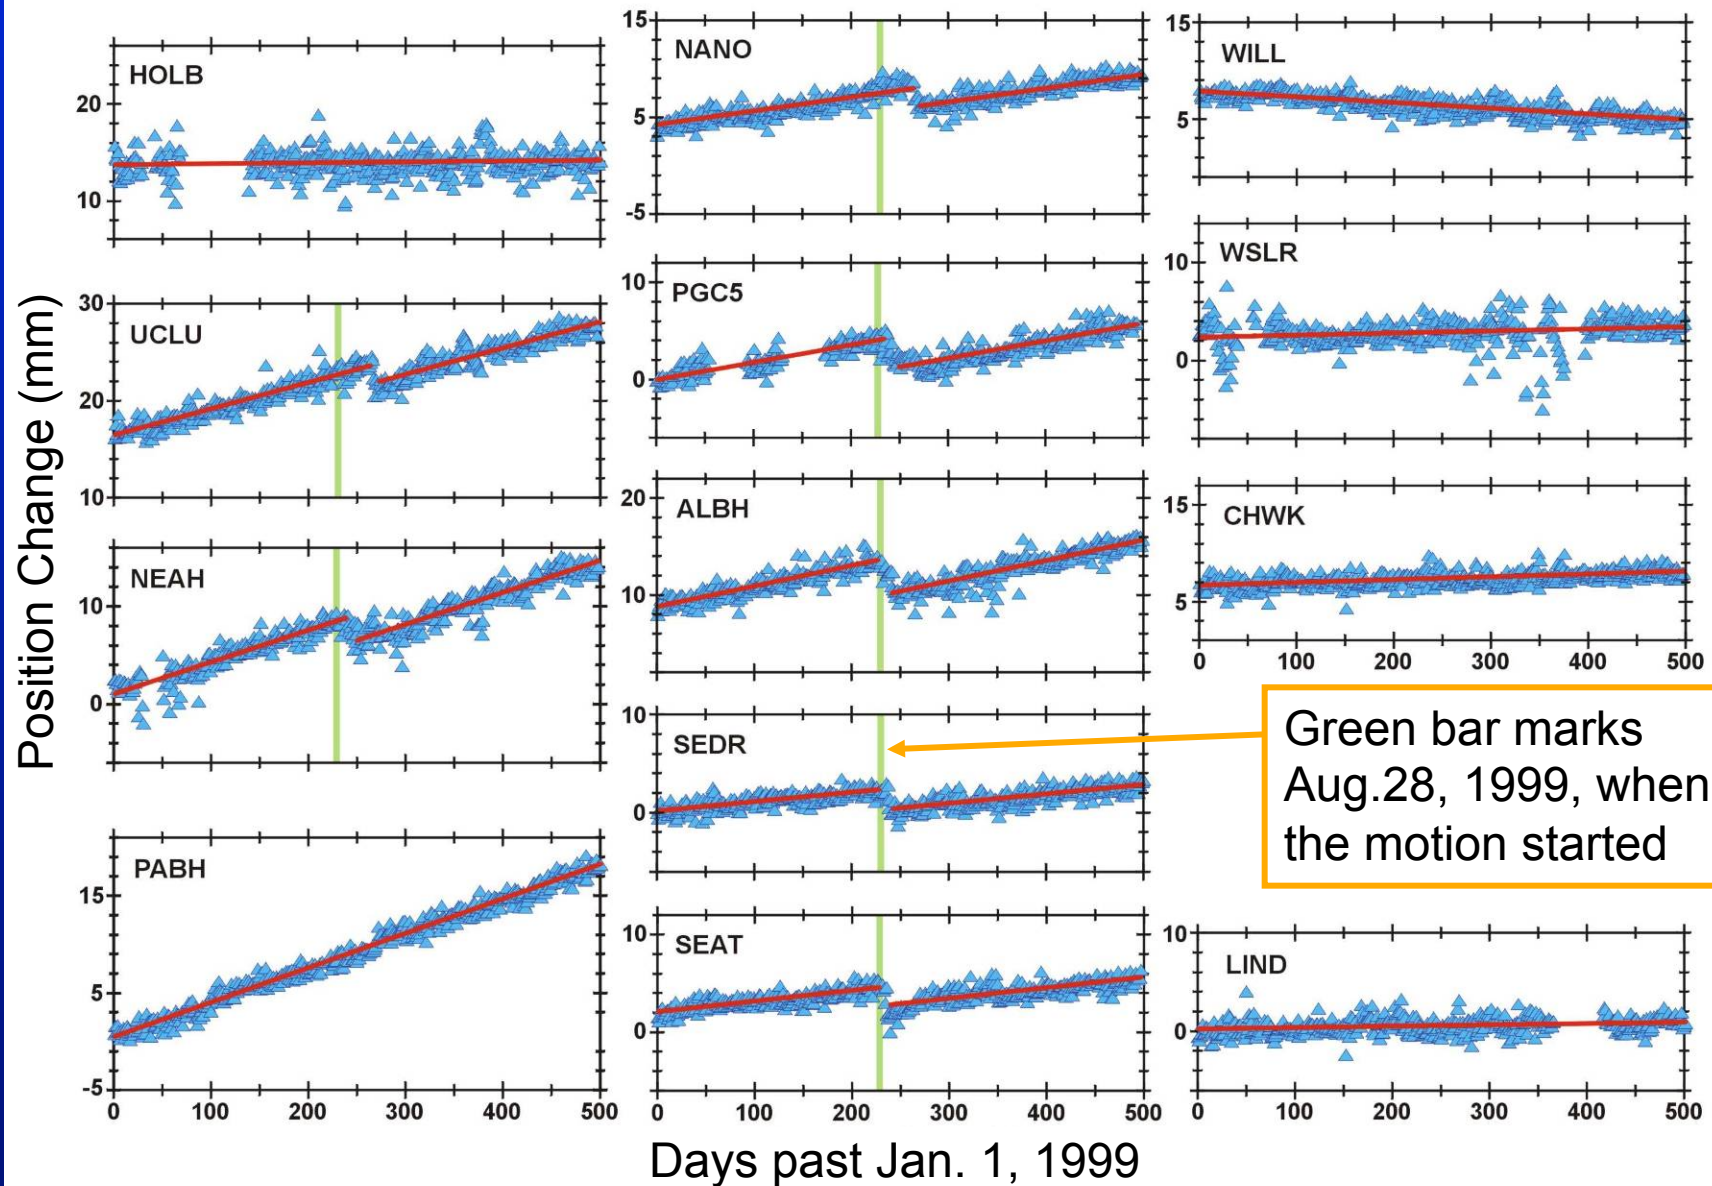 Position Change (mm)
HOLB
20
10
UCLU
30
20
10
NEAH
10
0
PABH
15
5
-5
0 100 200 300 400 500
NANO
15
5
-5
PGC5
10
0
ALBH
20
10
SEDR
10
0
SEAT
10
0
0 100 200 300 400 500
Days past Jan. 1, 1999
WILL
15
5
WSLR
10
0
CHWK
15
5
0 100 200 300 400 500
Green bar marks
Aug.28, 1999, when
the motion started
LIND
10
0
0 100 200 300 400 500